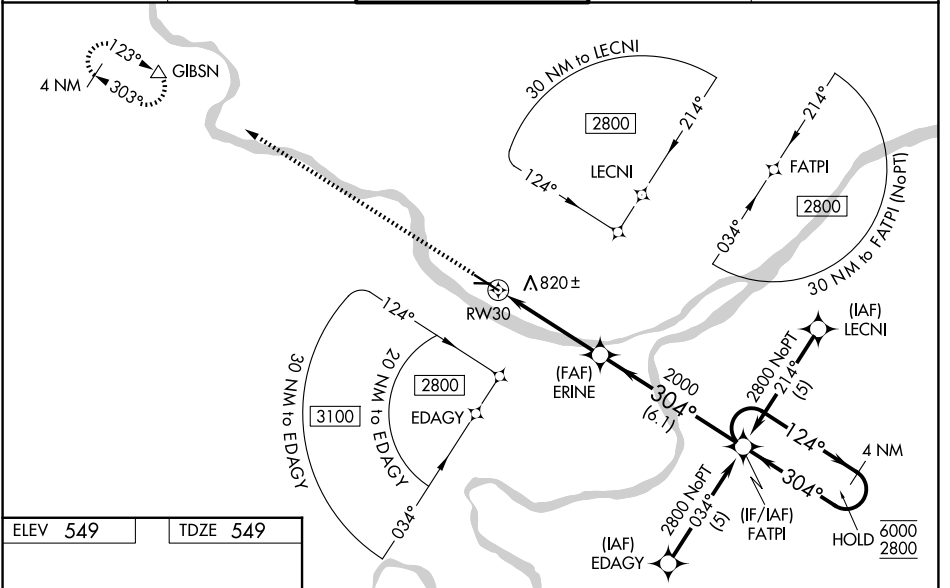 123°
303°
4 NM
GIBSN
30 NM to LECNI
2800
214°
124°
LECNI
214°
034°
FATPI
2800
30 NM to FATPI (NoPT)
RW30
820±
124°
30 NM to EDAGY
20 NM to EDAGY
3100
2800
EDAGY
034°
(FAF)
ERINE
2000
304°
(6.1)
(IAF)
LECNI
2800 NoPT
214°
(5)
124°
304°
4 NM
HOLD 6000
2800
(IF/IAF)
FATPI
2800 NoPT
034°
(5)
(IAF)
EDAGY
ELEV 549
TDZE 549